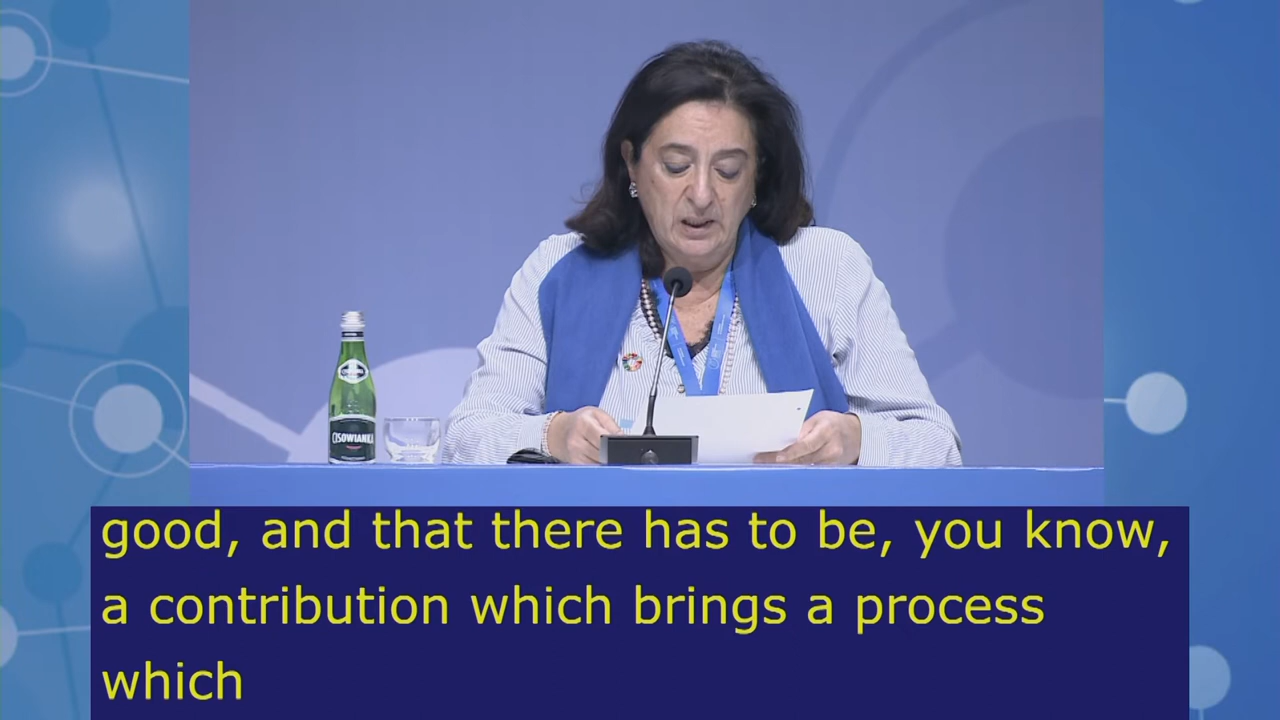 CISOWIANKA
good, and that there has to be, you know,
a contribution which brings a process
which